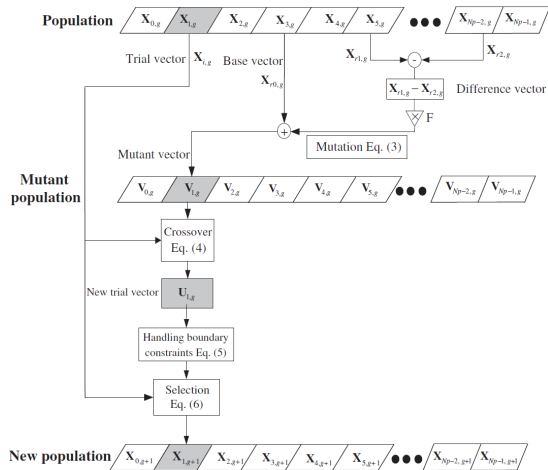 Population X0,g X1,g X2,g X3,g X4,g X5,g XNp-2,g XNp-1,g
Trial vector Xi,g Base vector Xr1,g - Xr2,g
Xr0,g
Xr1,g − Xr2,g Difference vector
× F
+ Mutation Eq. (3)
Mutant vector
Mutant
population V0,g V1,g V2,g V3,g V4,g V5,g VNp-2,g VNp-1,g
Crossover
Eq. (4)
New trial vector U1,g
Handling boundary
constraints Eq. (5)
Selection
Eq. (6)
New population X0,g+1 X1,g+1 X2,g+1 X3,g+1 X4,g+1 X5,g+1 XNp-2, g+1 XNp-1, g+1